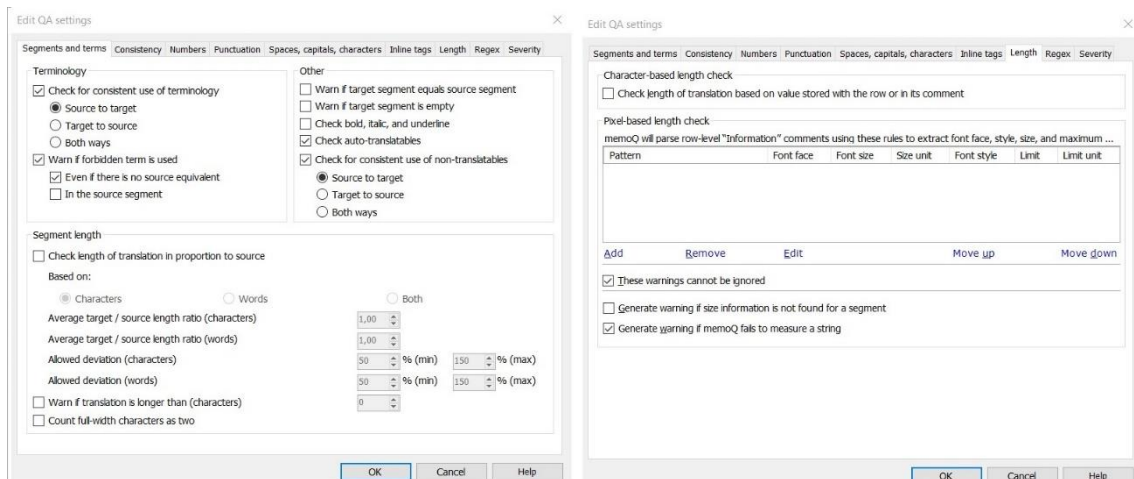 Edit QA settings
Segments and terms Consistency Numbers Punctuation Spaces, capitals, characters Inline tags Length Regex Severity
Terminology
Check for consistent use of terminology
Source to target
Target to source
Both ways
Warn if forbidden term is used
Even if there is no source equivalent
In the source segment
Other
Warn if target segment equals source segment
Warn if target segment is empty
Check bold, italic, and underline
Check auto-translatables
Check for consistent use of non-translatables
Source to target
Target to source
Both ways
Segment length
Check length of translation in proportion to source
Based on:
Characters Words Both
Average target / source length ratio (characters) 1,00
Average target / source length ratio (words) 1,00
Allowed deviation (characters) 50 % (min) 150 % (max)
Allowed deviation (words) 50 % (min) 150 % (max)
Warn if translation is longer than (characters) 0
Count full-width characters as two
OK Cancel Help
Edit QA settings
Segments and terms Consistency Numbers Punctuation Spaces, capitals, characters Inline tags Length Regex Severity
Character-based length check
Check length of translation based on value stored with the row or in its comment
Pixel-based length check
memoQ will parse row-level "Information" comments using these rules to extract font face, style, size, and maximum ...
Pattern Font face Font size Size unit Font style Limit Limit unit
Add Remove Edit Move up Move down
These warnings cannot be ignored
Generate warning if size information is not found for a segment
Generate warning if memoQ fails to measure a string
OK Cancel Help